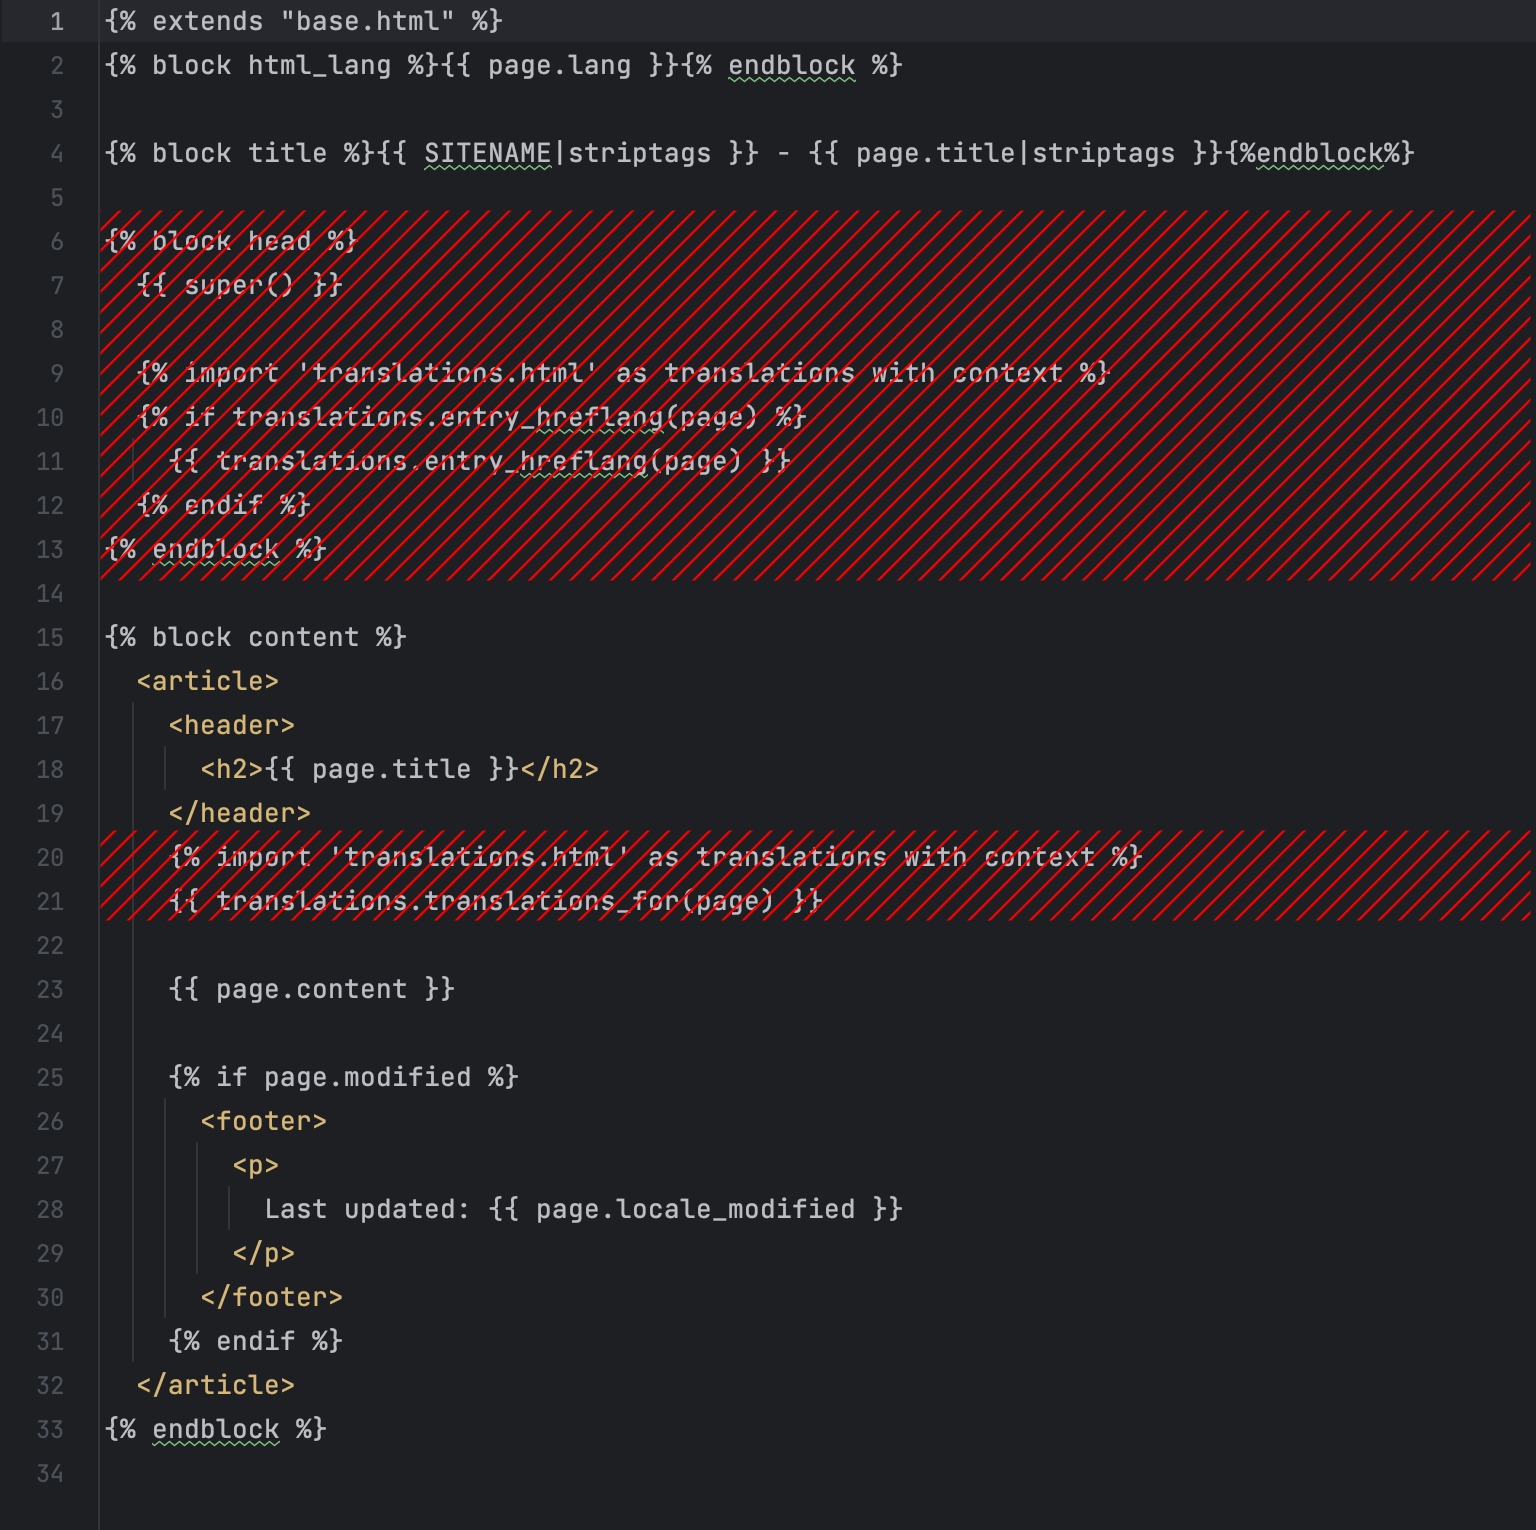 1 {% extends "base.html" %}
2 {% block html_lang %}{{ page.lang }}{% endblock %}
3
4 {% block title %}{{ SITENAME|striptags }} - {{ page.title|striptags }}{%endblock%}
5
6 {% block head %}
7   {{ super() }}
8
9   {% import 'translations.html' as translations with context %}
10   {% if translations.entry_hreflang(page) %}
11     {{ translations.entry_hreflang(page) }}
12   {% endif %}
13 {% endblock %}
14
15 {% block content %}
16   <article>
17     <header>
18       <h2>{{ page.title }}</h2>
19     </header>
20     {% import 'translations.html' as translations with context %}
21     {{ translations.translations_for(page) }}
22
23     {{ page.content }}
24
25     {% if page.modified %}
26       <footer>
27         <p>
28           Last updated: {{ page.locale_modified }}
29         </p>
30       </footer>
31     {% endif %}
32   </article>
33 {% endblock %}
34